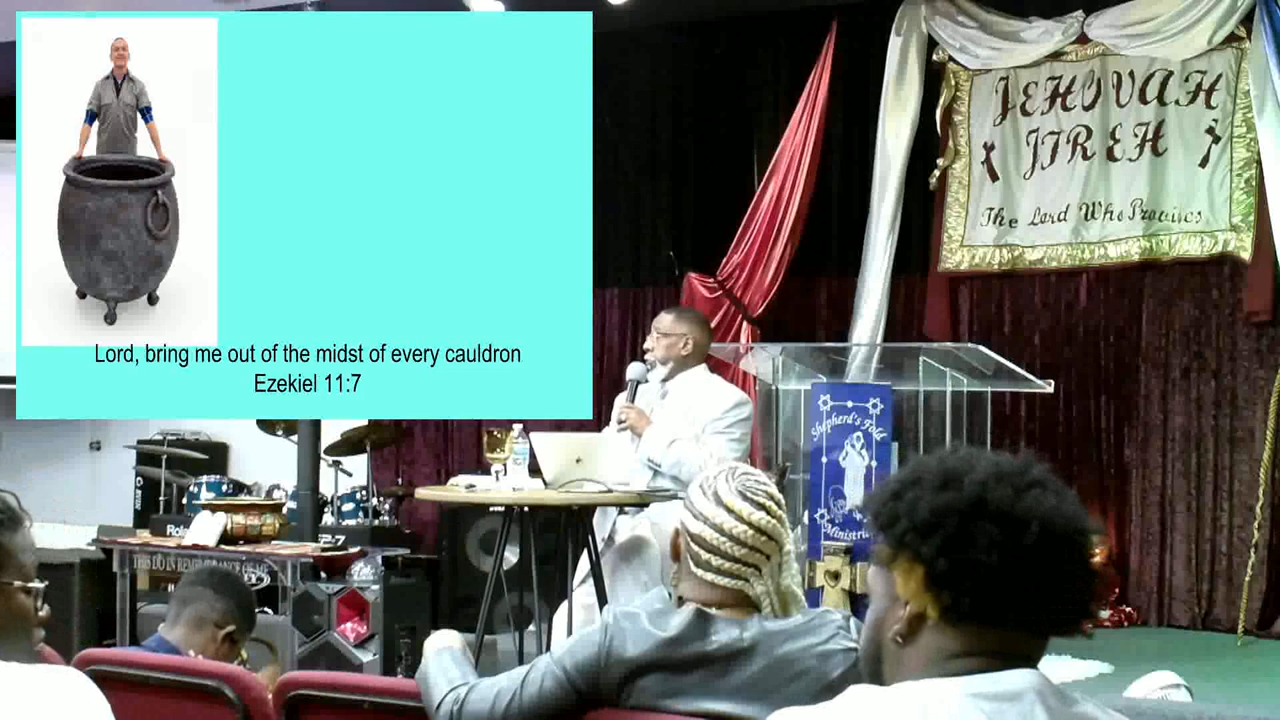 Lord, bring me out of the midst of every cauldron
Ezekiel 11:7
JEHOVAH
JIREH
The Lord Who Provides
Shepherd's Fold
Ministries
Roland
THIS DO IN REMEMBRANCE OF ME